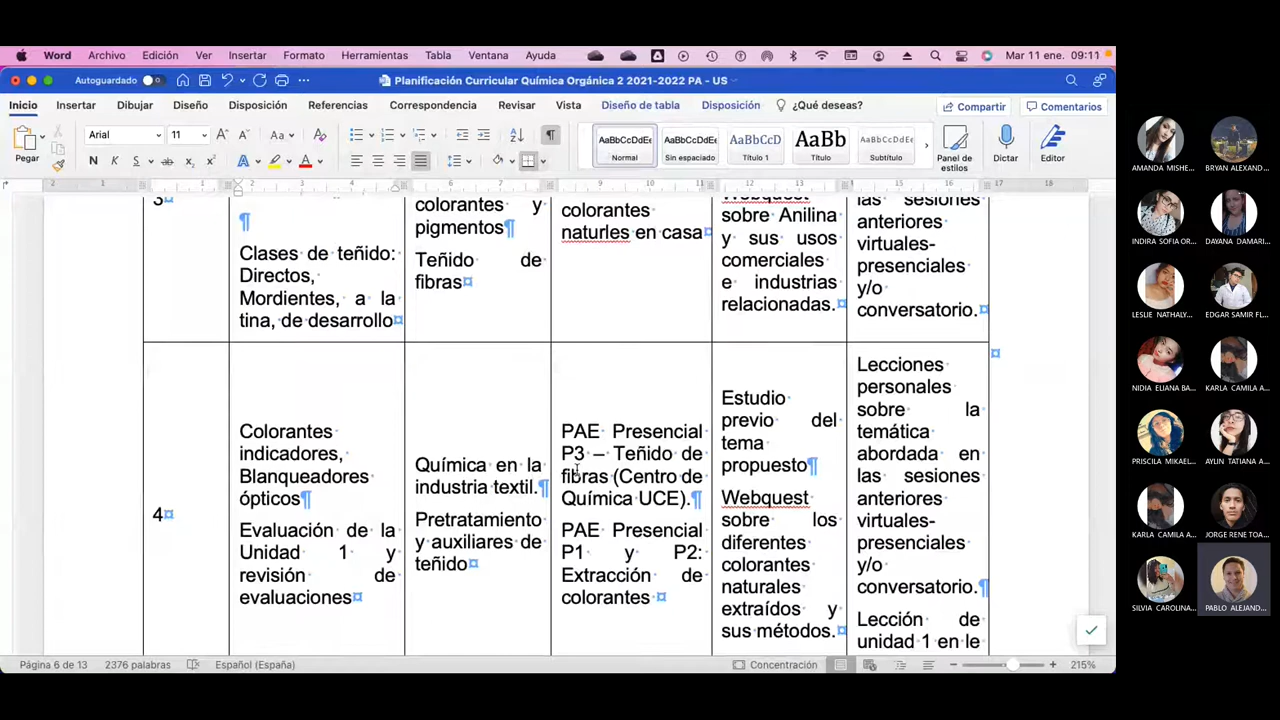 Word Archivo Edición Ver Insertar Formato Herramientas Tabla Ventana Ayuda Mar 11 ene. 09:11
Autoguardado Planificación Curricular Química Orgánica 2 2021-2022 PA - US
Inicio Insertar Dibujar Diseño Disposición Referencias Correspondencia Revisar Vista Diseño de tabla Disposición ¿Qué deseas? Compartir Comentarios
Pegar
Arial 11
AaBbCcDdEe
Normal
AaBbCcDdEe
Sin espaciado
AaBbCcD
Título 1
AaBb
Título
AaBbCcDdEe
Subtítulo
Panel de
estilos
Dictar
Editor
3
Clases de teñido:
Directos,
Mordientes, a la
tina, de desarrollo
colorantes y
pigmentos
Teñido de
fibras
colorantes
naturles en casa
Webquest
sobre Anilina
y sus usos
comerciales
e industrias
relacionadas.
las sesiones
anteriores
virtuales-
presenciales
y/o
conversatorio.
4
Colorantes
indicadores,
Blanqueadores
ópticos
Evaluación de la
Unidad 1 y
revisión de
evaluaciones
Química en la
industria textil.
Pretratamiento
y auxiliares de
teñido
PAE Presencial
P3 – Teñido de
fibras (Centro de
Química UCE).
PAE Presencial
P1 y P2:
Extracción de
colorantes
Estudio
previo del
tema
propuesto
Webquest
sobre los
diferentes
colorantes
naturales
extraídos y
sus métodos.
Lecciones
personales
sobre la
temática
abordada en
las sesiones
anteriores
virtuales-
presenciales
y/o
conversatorio.
Lección de
unidad 1 en le
Página 6 de 13 2376 palabras Español (España) Concentración 215%
AMANDA MISHE... BRYAN ALEXAND...
INDIRA SOFIA OR... DAYANA DAMARI...
LESLIE NATHALY... EDGAR SAMIR FL...
NIDIA ELIANA BA... KARLA CAMILA A...
PRISCILA MIKAEL... AYLIN TATIANA A...
KARLA CAMILA A... JORGE RENE TOA...
SILVIA CAROLINA... PABLO ALEJAND...